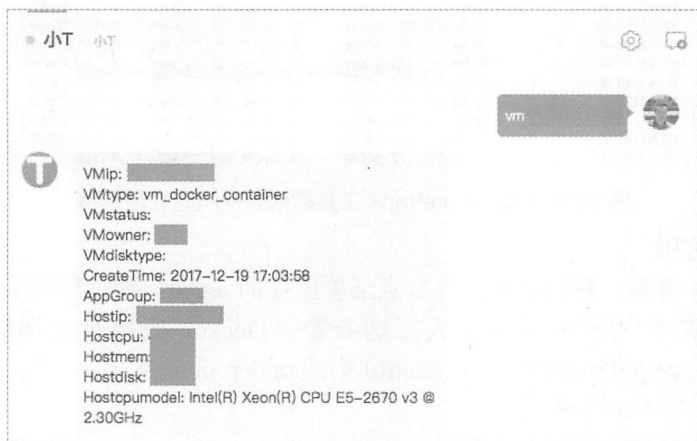 小T 小T
vm
T
VMip:
VMtype: vm_docker_container
VMstatus:
VMowner:
VMdisktype:
CreateTime: 2017-12-19 17:03:58
AppGroup:
Hostip:
Hostcpu:
Hostmem:
Hostdisk:
Hostcpumodel: Intel(R) Xeon(R) CPU E5-2670 v3 @
2.30GHz